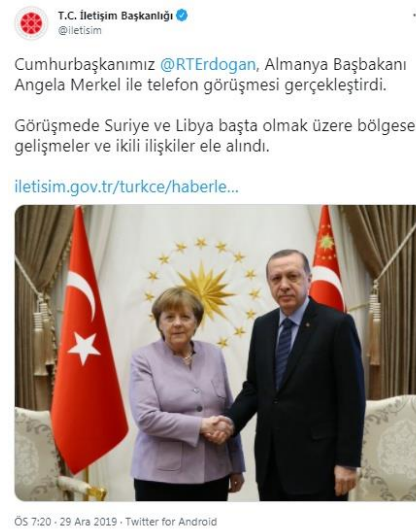 T.C. İletişim Başkanlığı
@iletisim
Cumhurbaşkanımız @RTErdogan, Almanya Başbakanı
Angela Merkel ile telefon görüşmesi gerçekleştirdi.
Görüşmede Suriye ve Libya başta olmak üzere bölgese
gelişmeler ve ikili ilişkiler ele alındı.
iletisim.gov.tr/turkce/haberle...
ÖS 7:20 · 29 Ara 2019 · Twitter for Android